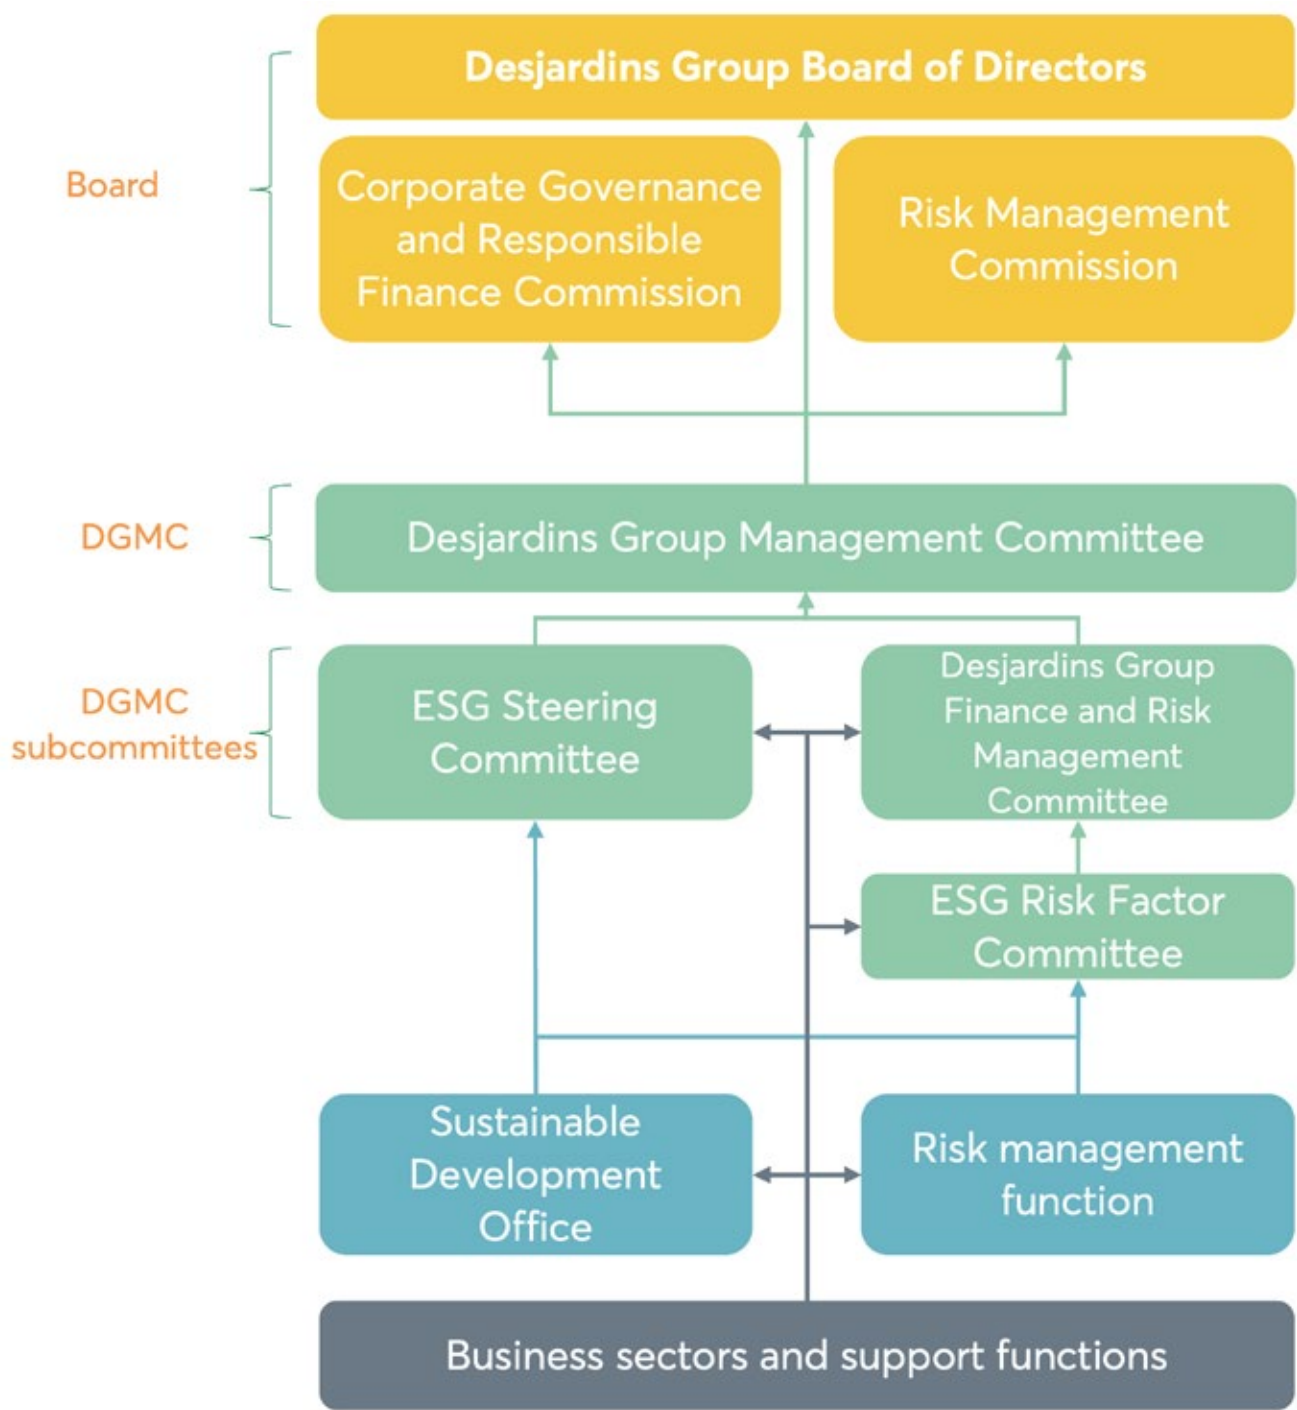 Desjardins Group Board of Directors
Board
Corporate Governance
and Responsible
Finance Commission
Risk Management
Commission
DGMC
Desjardins Group Management Committee
DGMC
subcommittees
ESG Steering
Committee
Desjardins Group
Finance and Risk
Management
Committee
ESG Risk Factor
Committee
Sustainable
Development
Office
Risk management
function
Business sectors and support functions